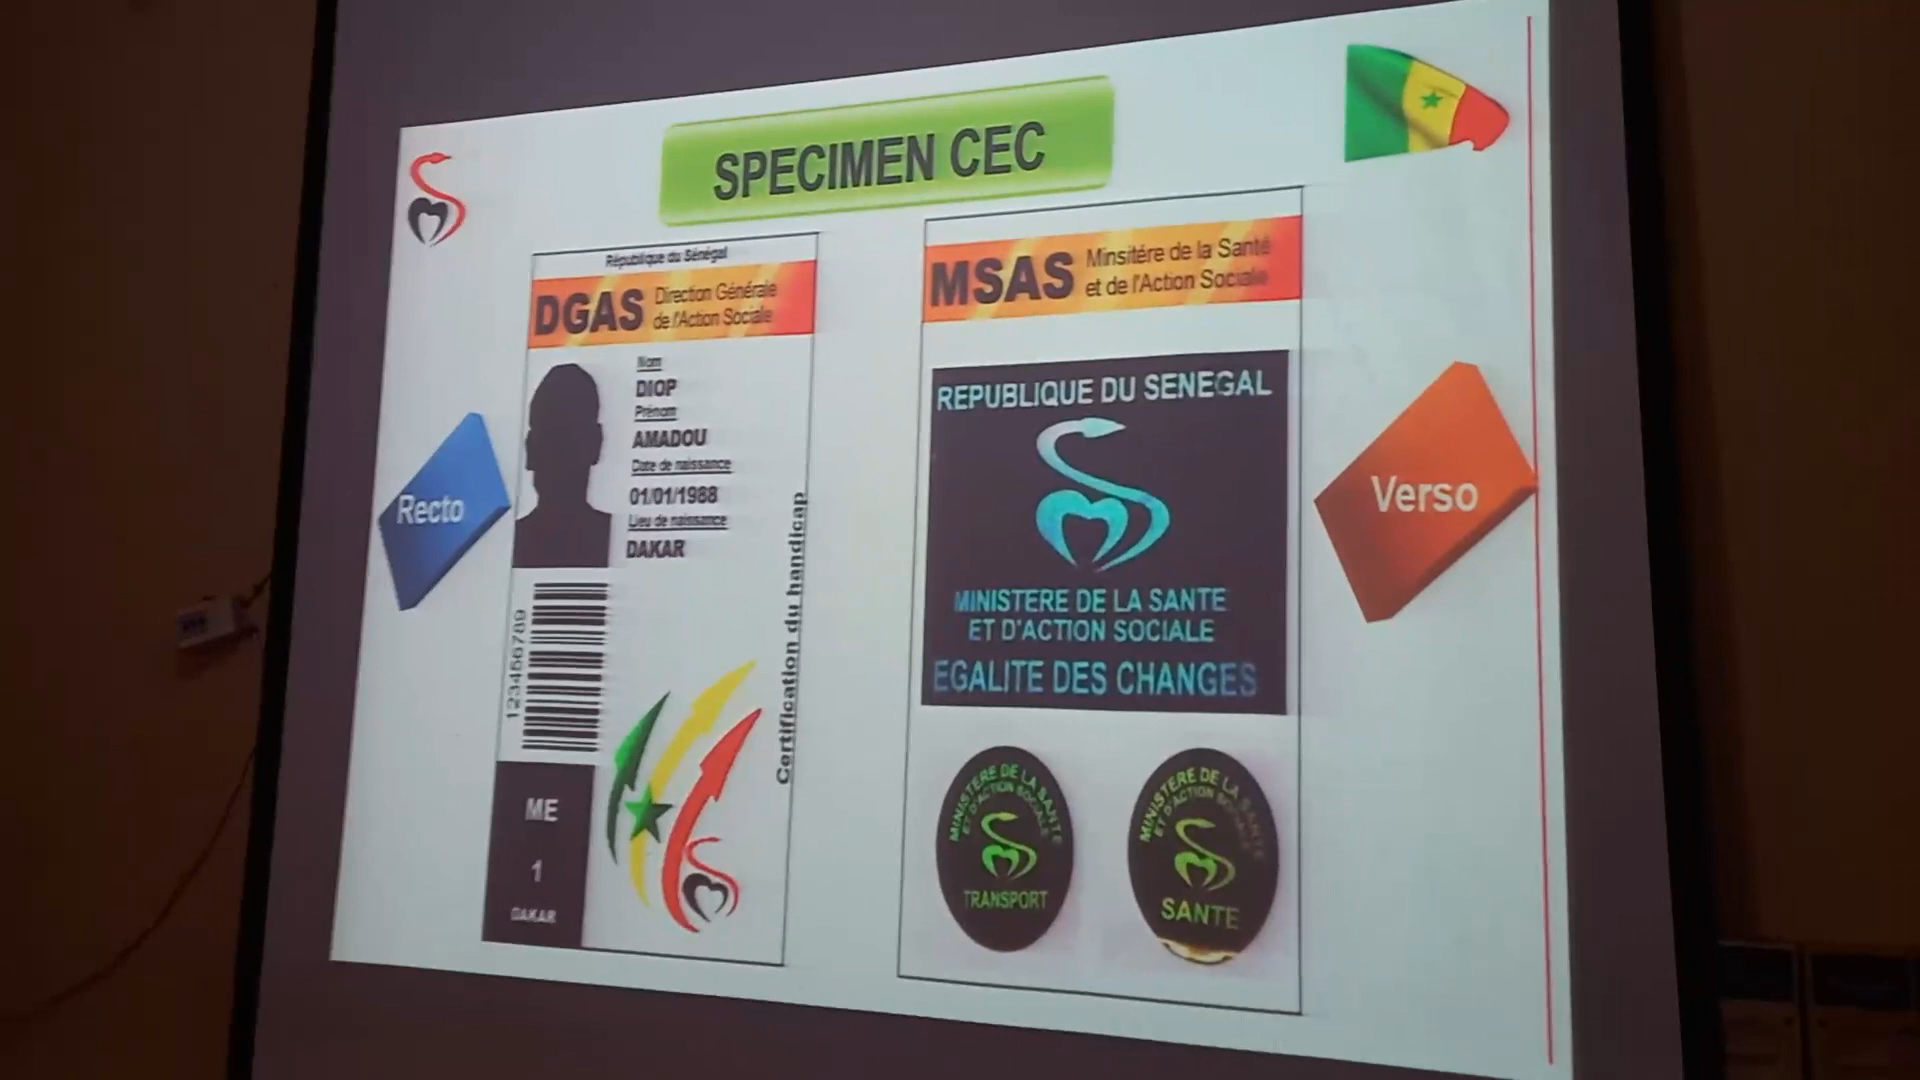 SPECIMEN CEC
République du Sénégal
DGAS
Direction Générale
de l'Action Sociale
Nom
DIOP
Prénom
AMADOU
Date de naissance
01/01/1988
Lieu de naissance
DAKAR
Certification du handicap
123456789
ME
1
DAKAR
Recto
MSAS
Minsitére de la Santé
et de l'Action Sociale
REPUBLIQUE DU SENEGAL
MINISTERE DE LA SANTE
ET D'ACTION SOCIALE
EGALITE DES CHANGES
MINISTERE DE LA SANTE
ET D'ACTION SOCIALE
TRANSPORT
MINISTERE DE LA SANTE
ET D'ACTION SOCIALE
SANTE
Verso